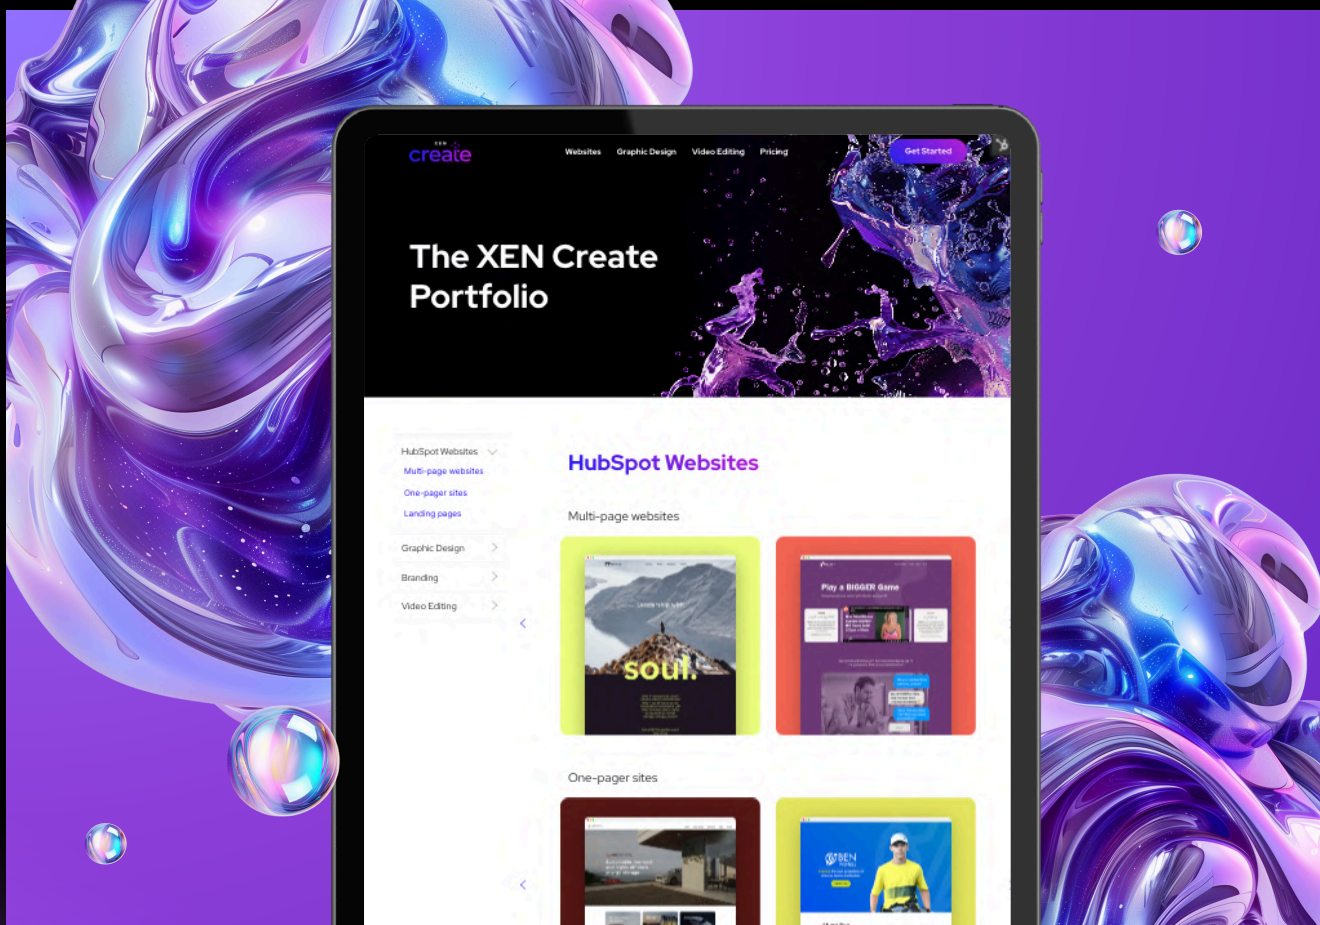 XEN
create
Websites Graphic Design Video Editing Pricing
Get Started
The XEN Create
Portfolio
HubSpot Websites
Multi-page websites
One-pager sites
Landing pages
Graphic Design
Branding
Video Editing
HubSpot Websites
Multi-page websites
Leadership with
soul.
Play a BIGGER Game
One-pager sites
BEN